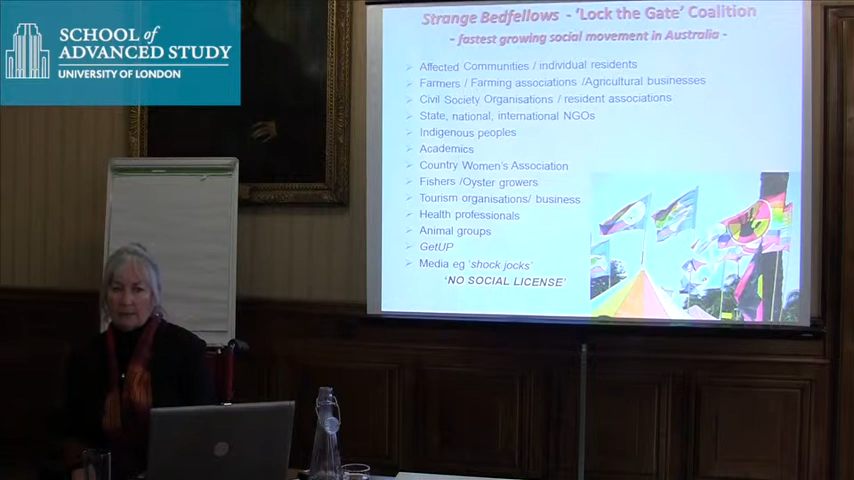 SCHOOL of
ADVANCED STUDY
UNIVERSITY OF LONDON
Strange Bedfellows - 'Lock the Gate' Coalition
- fastest growing social movement in Australia -
Affected Communities / individual residents
Farmers / Farming associations /Agricultural businesses
Civil Society Organisations / resident associations
State, national, international NGOs
Indigenous peoples
Academics
Country Women's Association
Fishers /Oyster growers
Tourism organisations/ business
Health professionals
Animal groups
GetUP
Media eg 'shock jocks'
'NO SOCIAL LICENSE'